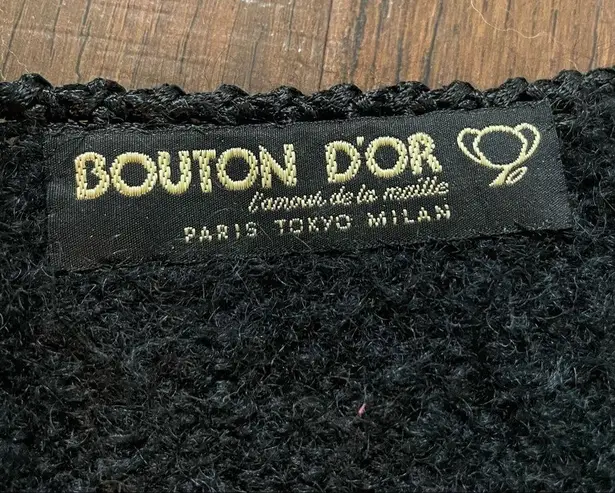 BOUTON D'OR
l'amour de la maille
PARIS TOKYO MILAN